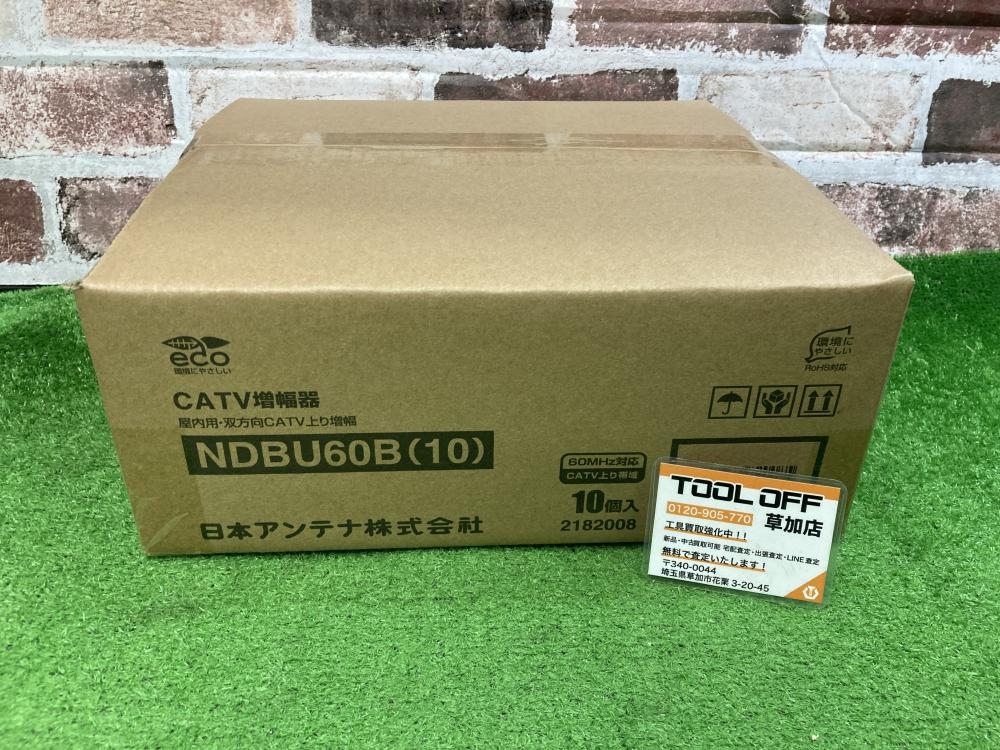 eco
環境にやさしい
環境に
やさしい
RoHS対応
CATV増幅器
屋内用・双方向CATV上り増幅
NDBU60B(10)
60MHz対応
CATV上り帯域
10個入
2182008
日本アンテナ株式会社
TOOL OFF
0120-905-770 草加店
工具買取強化中!!
新品・中古買取可能 宅配査定・出張査定・LINE査定
無料で査定いたします!
〒340-0044
埼玉県草加市花栗 3-20-45